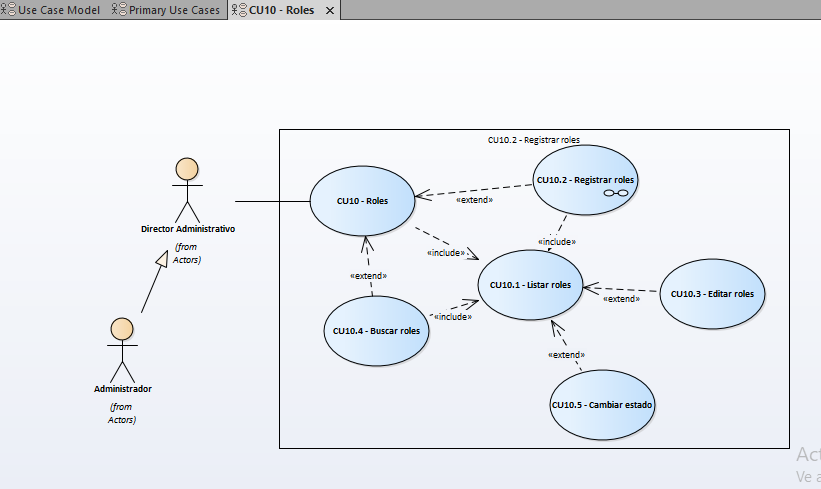 Use Case Model Primary Use Cases CU10 - Roles
CU10.2 - Registrar roles
CU10.2 - Registrar roles
CU10 - Roles
«extend»
Director Administrativo
(from
Actors)
«include»
«include»
«extend»
CU10.1 - Listar roles
CU10.3 - Editar roles
«extend»
CU10.4 - Buscar roles
«include»
«extend»
Administrador
(from
Actors)
CU10.5 - Cambiar estado
Act
Ve a